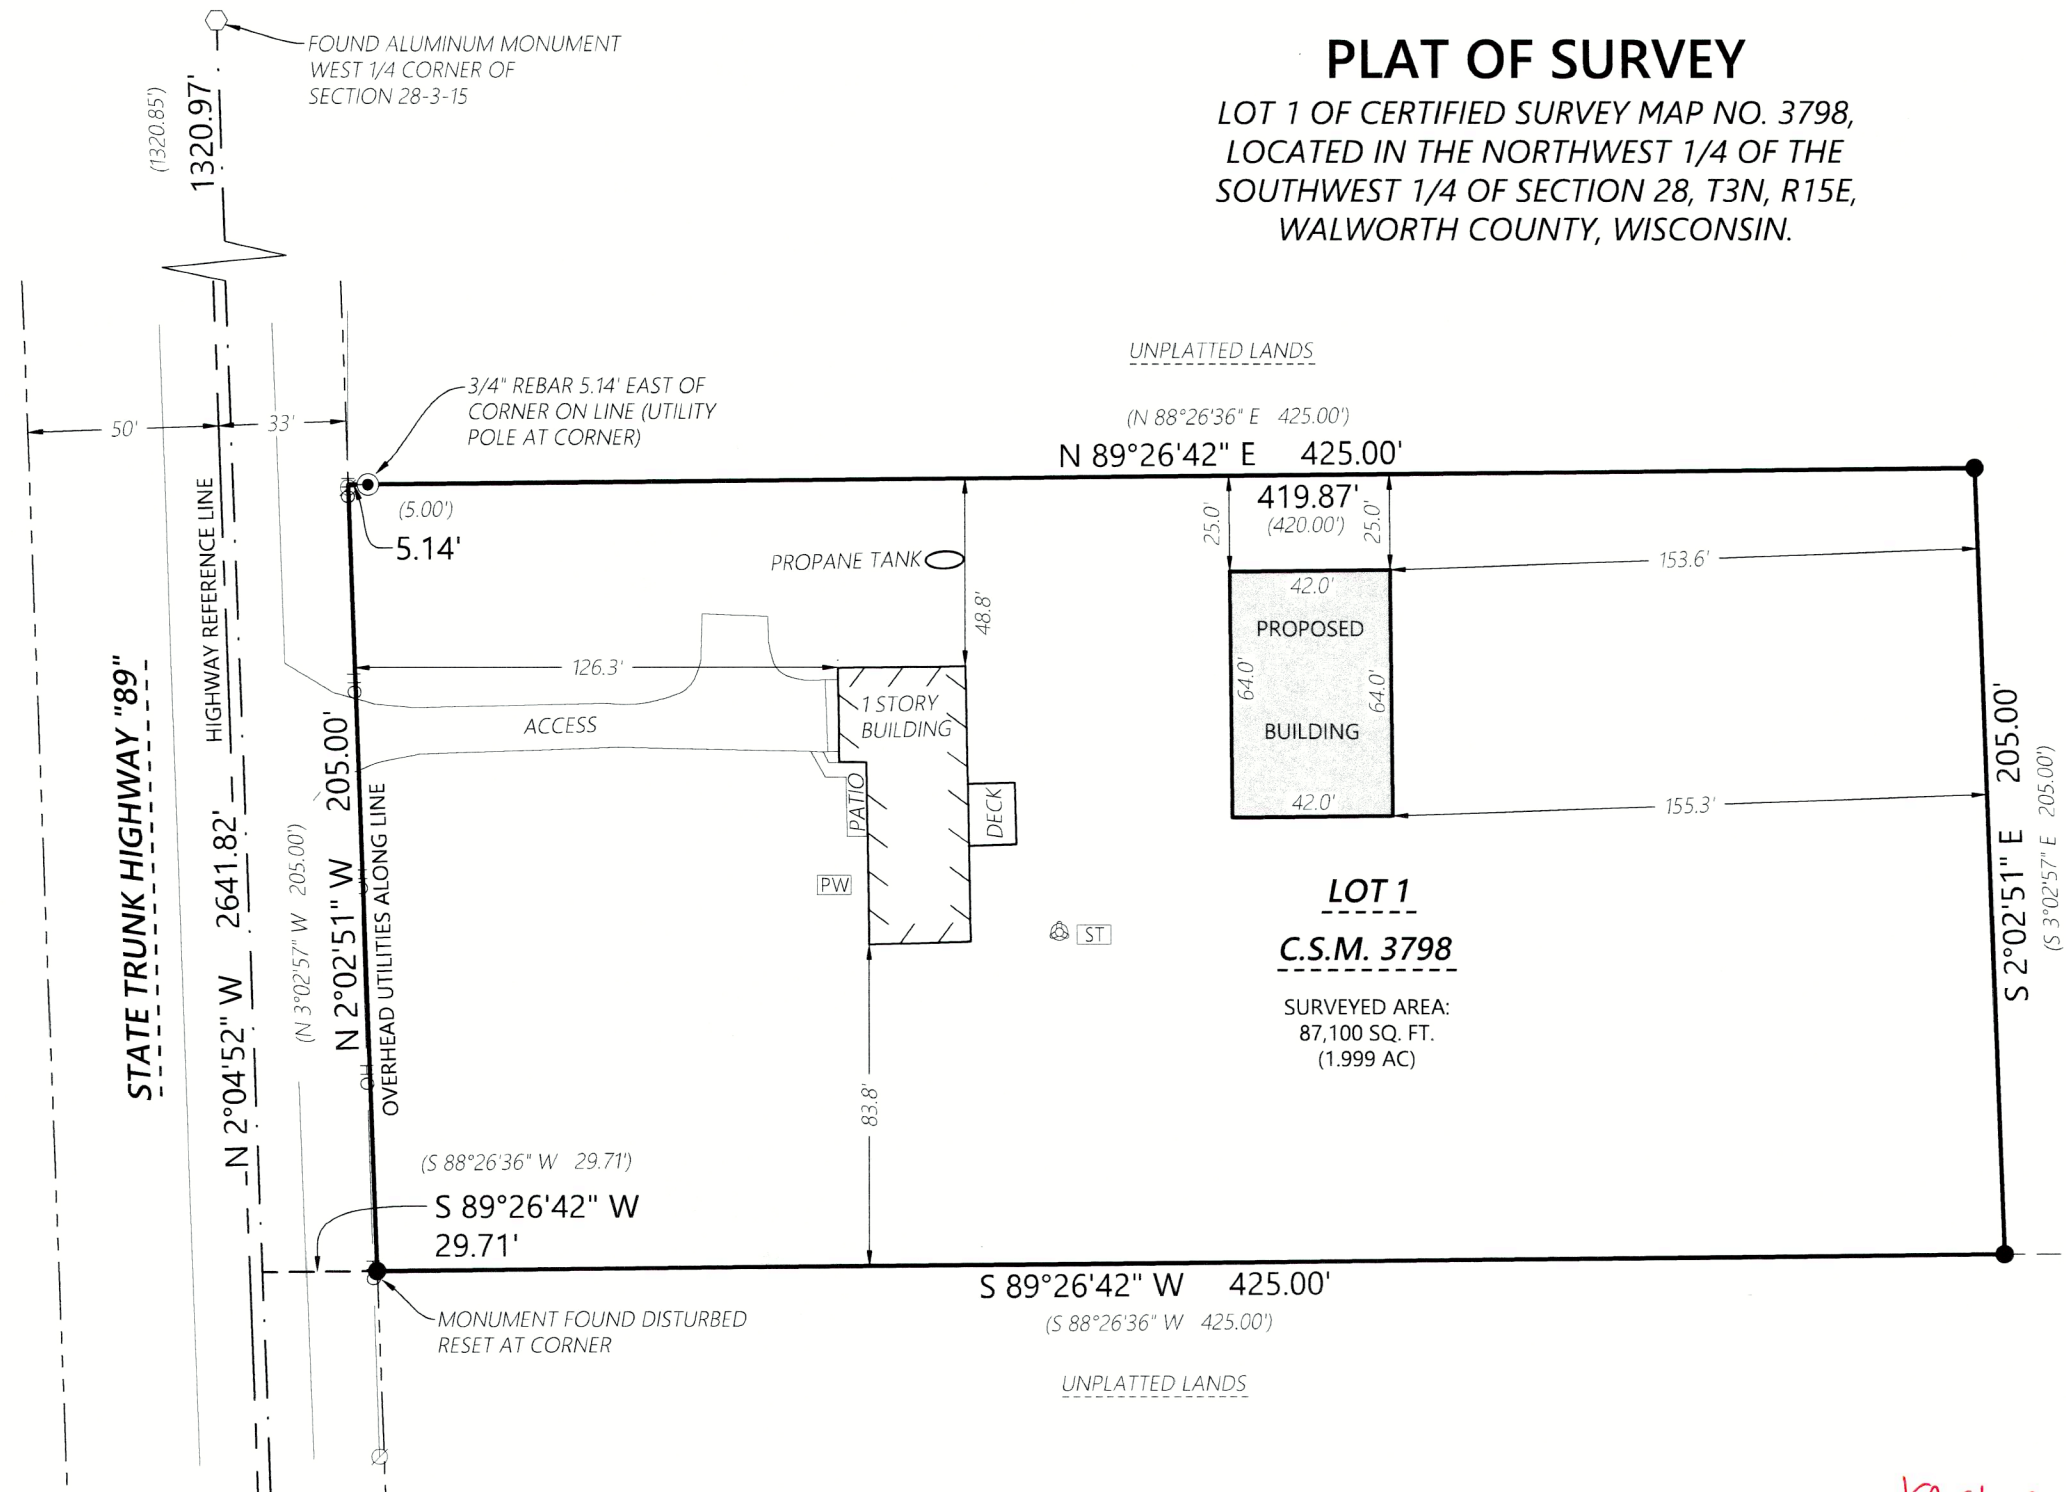 FOUND ALUMINUM MONUMENT
WEST 1/4 CORNER OF
SECTION 28-3-15
(1320.85')
1320.97'
PLAT OF SURVEY
LOT 1 OF CERTIFIED SURVEY MAP NO. 3798,
LOCATED IN THE NORTHWEST 1/4 OF THE
SOUTHWEST 1/4 OF SECTION 28, T3N, R15E,
WALWORTH COUNTY, WISCONSIN.
UNPLATTED LANDS
3/4" REBAR 5.14' EAST OF
CORNER ON LINE (UTILITY
POLE AT CORNER)
50'
33'
(N 88°26'36" E 425.00')
N 89°26'42" E 425.00'
419.87'
(420.00')
25.0'
25.0'
(5.00')
5.14'
PROPANE TANK
48.8'
153.6'
42.0'
PROPOSED
BUILDING
64.0'
64.0'
42.0'
155.3'
126.3'
1 STORY
BUILDING
ACCESS
PATIO
DECK
PW
ST
HIGHWAY REFERENCE LINE
STATE TRUNK HIGHWAY "89"
N 2°04'52" W 2641.82'
(N 3°02'57" W 205.00')
N 2°02'51" W 205.00'
OH
OH
OH
OH
OVERHEAD UTILITIES ALONG LINE
S 2°02'51" E 205.00'
(S 3°02'57" E 205.00')
LOT 1
C.S.M. 3798
SURVEYED AREA:
87,100 SQ. FT.
(1.999 AC)
83.8'
(S 88°26'36" W 29.71')
S 89°26'42" W
29.71'
S 89°26'42" W 425.00'
(S 88°26'36" W 425.00')
MONUMENT FOUND DISTURBED
RESET AT CORNER
UNPLATTED LANDS